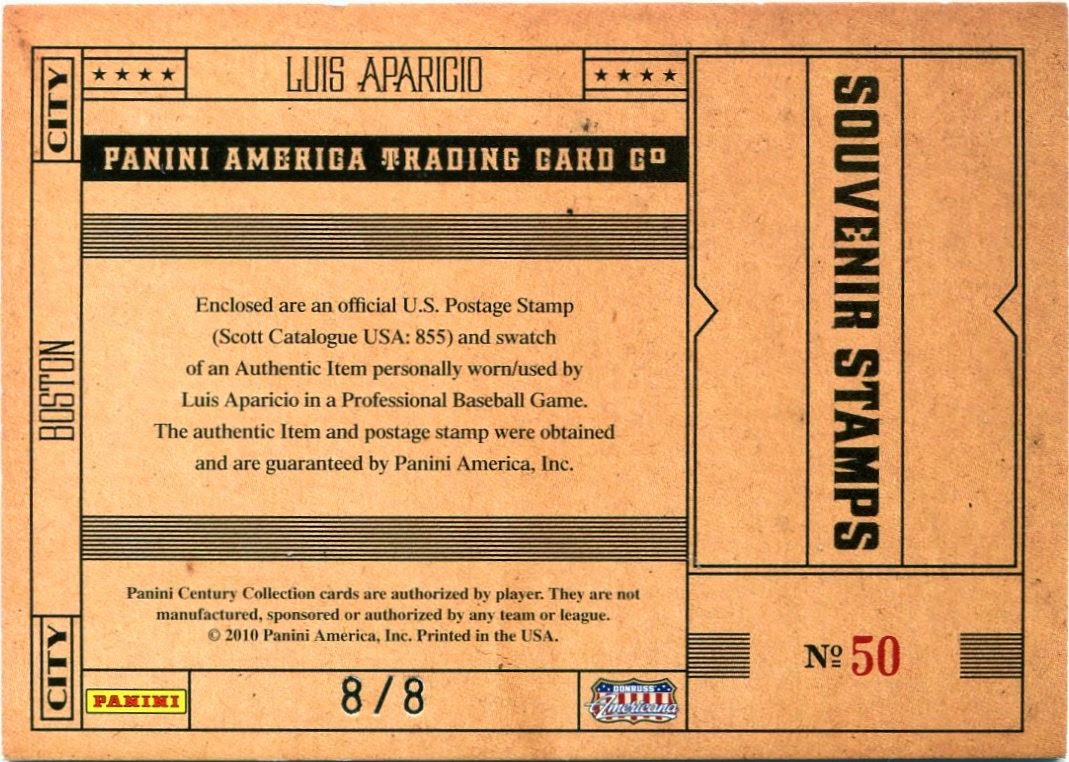 CITY
★★★★ LUIS APARICIO ★★★★
PANINI AMERICA TRADING CARD Cº
Enclosed are an official U.S. Postage Stamp
(Scott Catalogue USA: 855) and swatch
of an Authentic Item personally worn/used by
Luis Aparicio in a Professional Baseball Game.
The authentic Item and postage stamp were obtained
and are guaranteed by Panini America, Inc.
BOSTON
Panini Century Collection cards are authorized by player. They are not
manufactured, sponsored or authorized by any team or league.
© 2010 Panini America, Inc. Printed in the USA.
CITY
PANINI
8/8
DONRUSS
Americana
SOUVENIR STAMPS
Nº 50